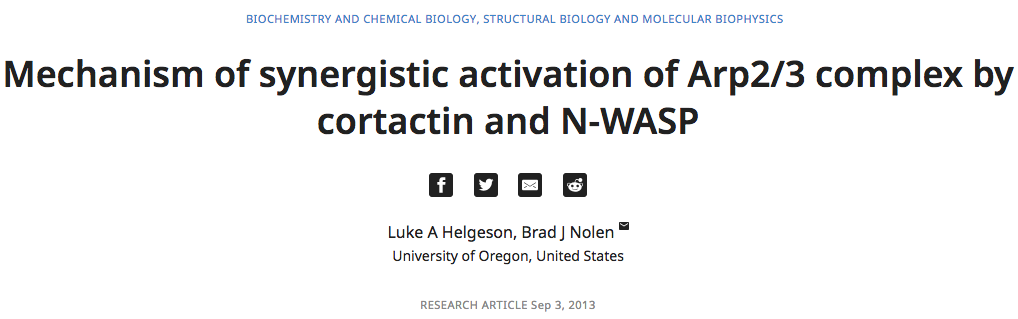 BIOCHEMISTRY AND CHEMICAL BIOLOGY, STRUCTURAL BIOLOGY AND MOLECULAR BIOPHYSICS
Mechanism of synergistic activation of Arp2/3 complex by
cortactin and N-WASP
Luke A Helgeson, Brad J Nolen
University of Oregon, United States
RESEARCH ARTICLE Sep 3, 2013